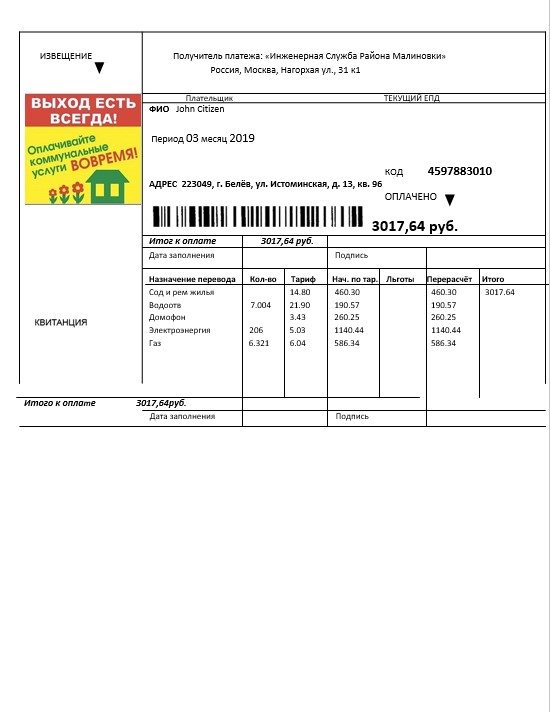 ИЗВЕЩЕНИЕ
Получитель платежа: «Инженерная Служба Района Малиновки»
Россия, Москва, Нагорхая ул., 31 к1
ВЫХОД ЕСТЬ
ВСЕГДА!
Оплачивайте
коммунальные
услуги ВОВРЕМЯ!
Плательщик ТЕКУЩИЙ ЕПД
ФИО John Citizen
Период 03 месяц 2019
КОД 4597883010
АДРЕС 223049, г. Белёв, ул. Истоминская, д. 13, кв. 96
ОПЛАЧЕНО
3017,64 руб.
Итог к оплате 3017,64 руб.
Дата заполнения Подпись
Назначение перевода Кол-во Тариф Нач. по тар. Льготы Перерасчёт Итого
Сод и рем жилья 14.80 460.30 460.30 3017.64
Водоотв 7.004 21.90 190.57 190.57
Домофон 3.43 260.25 260.25
Электроэнергия 206 5.03 1140.44 1140.44
Газ 6.321 6.04 586.34 586.34
КВИТАНЦИЯ
Итого к оплате 3017,64руб.
Дата заполнения Подпись